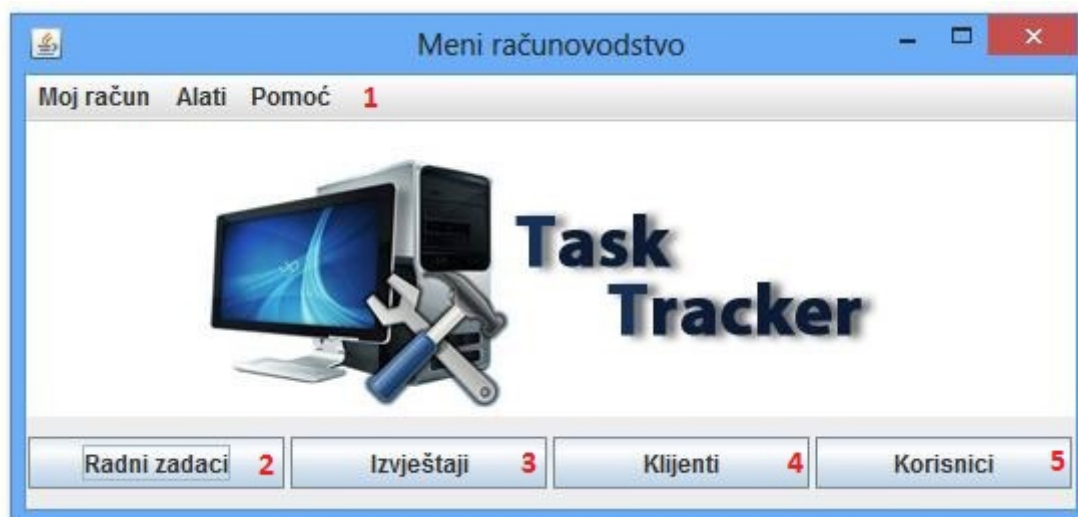 Meni računovodstvo
Moj račun Alati Pomoć 1
Task
Tracker
Radni zadaci 2 Izvještaji 3 Klijenti 4 Korisnici 5